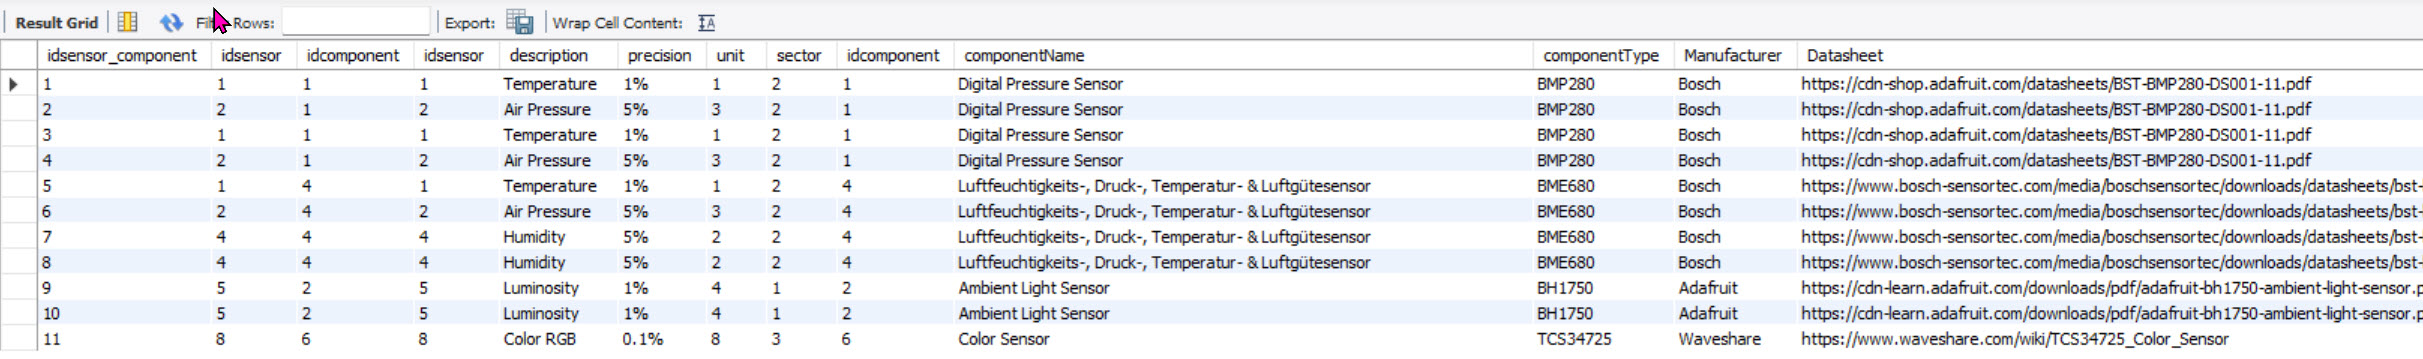 Result Grid Filter Rows: Export: Wrap Cell Content: IA
idsensor_component idsensor idcomponent idsensor description precision unit sector idcomponent componentName componentType Manufacturer Datasheet
1 1 1 1 Temperature 1% 1 2 1 Digital Pressure Sensor BMP280 Bosch https://cdn-shop.adafruit.com/datasheets/BST-BMP280-DS001-11.pdf
2 2 1 2 Air Pressure 5% 3 2 1 Digital Pressure Sensor BMP280 Bosch https://cdn-shop.adafruit.com/datasheets/BST-BMP280-DS001-11.pdf
3 1 1 1 Temperature 1% 1 2 1 Digital Pressure Sensor BMP280 Bosch https://cdn-shop.adafruit.com/datasheets/BST-BMP280-DS001-11.pdf
4 2 1 2 Air Pressure 5% 3 2 1 Digital Pressure Sensor BMP280 Bosch https://cdn-shop.adafruit.com/datasheets/BST-BMP280-DS001-11.pdf
5 1 4 1 Temperature 1% 1 2 4 Luftfeuchtigkeits-, Druck-, Temperatur- & Luftgütesensor BME680 Bosch https://www.bosch-sensortec.com/media/boschsensortec/downloads/datasheets/bst-
6 2 4 2 Air Pressure 5% 3 2 4 Luftfeuchtigkeits-, Druck-, Temperatur- & Luftgütesensor BME680 Bosch https://www.bosch-sensortec.com/media/boschsensortec/downloads/datasheets/bst-
7 4 4 4 Humidity 5% 2 2 4 Luftfeuchtigkeits-, Druck-, Temperatur- & Luftgütesensor BME680 Bosch https://www.bosch-sensortec.com/media/boschsensortec/downloads/datasheets/bst-
8 4 4 4 Humidity 5% 2 2 4 Luftfeuchtigkeits-, Druck-, Temperatur- & Luftgütesensor BME680 Bosch https://www.bosch-sensortec.com/media/boschsensortec/downloads/datasheets/bst-
9 5 2 5 Luminosity 1% 4 1 2 Ambient Light Sensor BH1750 Adafruit https://cdn-learn.adafruit.com/downloads/pdf/adafruit-bh1750-ambient-light-sensor.p
10 5 2 5 Luminosity 1% 4 1 2 Ambient Light Sensor BH1750 Adafruit https://cdn-learn.adafruit.com/downloads/pdf/adafruit-bh1750-ambient-light-sensor.p
11 8 6 8 Color RGB 0.1% 8 3 6 Color Sensor TCS34725 Waveshare https://www.waveshare.com/wiki/TCS34725_Color_Sensor